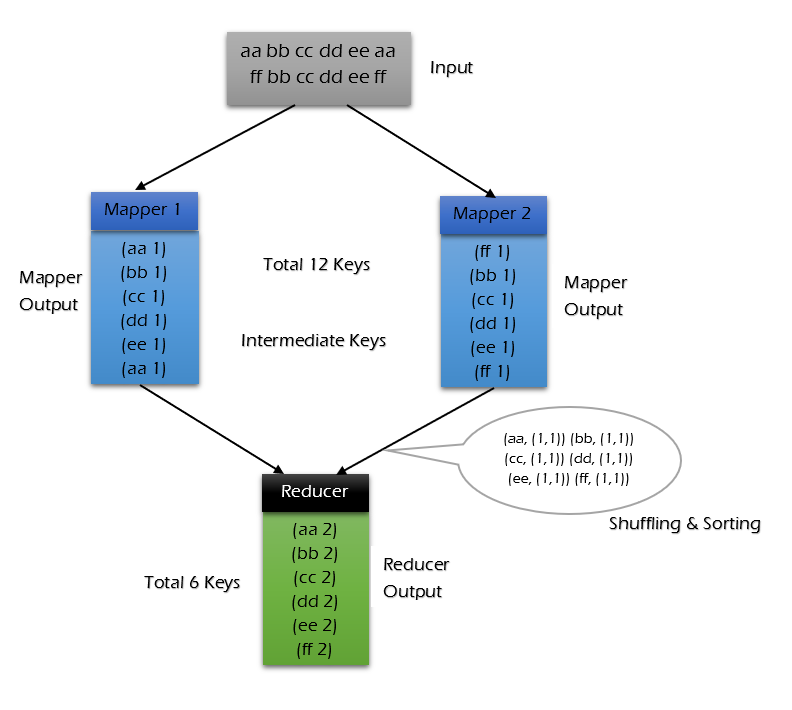 aa bb cc dd ee aa
ff bb cc dd ee ff
Input
Mapper 1
(aa 1)
(bb 1)
(cc 1)
(dd 1)
(ee 1)
(aa 1)
Mapper
Output
Total 12 Keys
Intermediate Keys
Mapper 2
(ff 1)
(bb 1)
(cc 1)
(dd 1)
(ee 1)
(ff 1)
Mapper
Output
(aa, (1,1)) (bb, (1,1))
(cc, (1,1)) (dd, (1,1))
(ee, (1,1)) (ff, (1,1))
Shuffling & Sorting
Reducer
(aa 2)
(bb 2)
(cc 2)
(dd 2)
(ee 2)
(ff 2)
Total 6 Keys
Reducer
Output